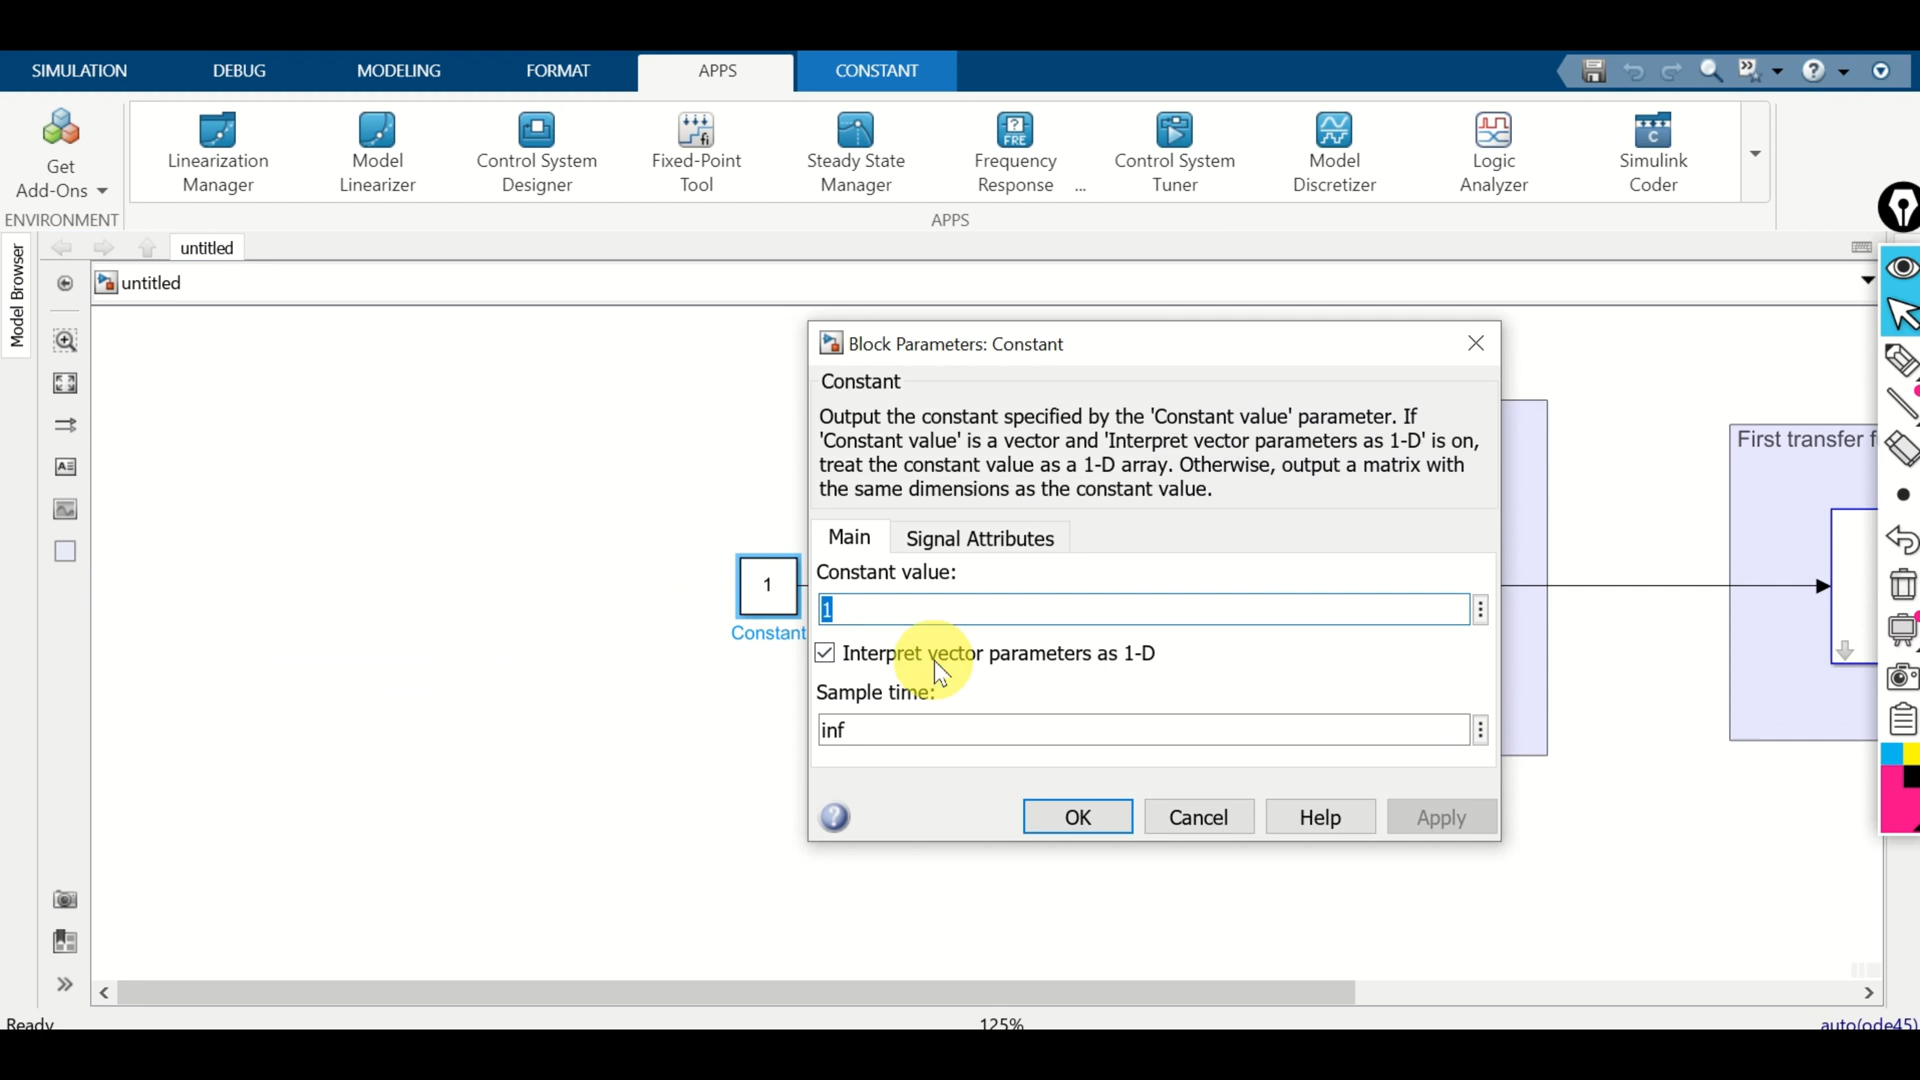 SIMULATION DEBUG MODELING FORMAT APPS CONSTANT
Get
Add-Ons
Linearization
Manager
Model
Linearizer
Control System
Designer
Fixed-Point
Tool
Steady State
Manager
Frequency
Response ...
Control System
Tuner
Model
Discretizer
Logic
Analyzer
Simulink
Coder
ENVIRONMENT
APPS
Model Browser
untitled
untitled
Block Parameters: Constant
Constant
Output the constant specified by the 'Constant value' parameter. If
'Constant value' is a vector and 'Interpret vector parameters as 1-D' is on,
treat the constant value as a 1-D array. Otherwise, output a matrix with
the same dimensions as the constant value.
Main Signal Attributes
Constant value:
1
Interpret vector parameters as 1-D
Sample time:
inf
OK Cancel Help Apply
1
Constant
First transfer f
Ready
125%
auto(ode45)